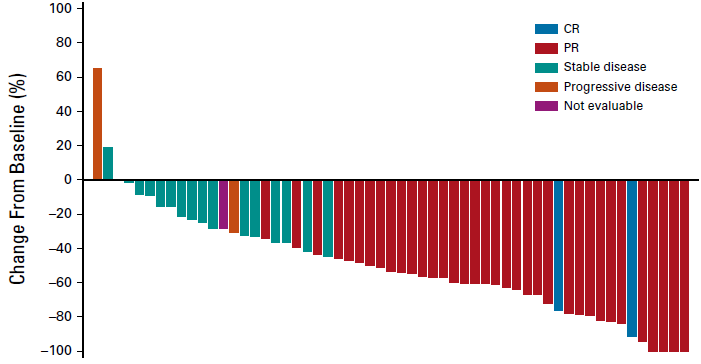 Change From Baseline (%)
100
80
60
40
20
0
–20
–40
–60
–80
–100
CR
PR
Stable disease
Progressive disease
Not evaluable